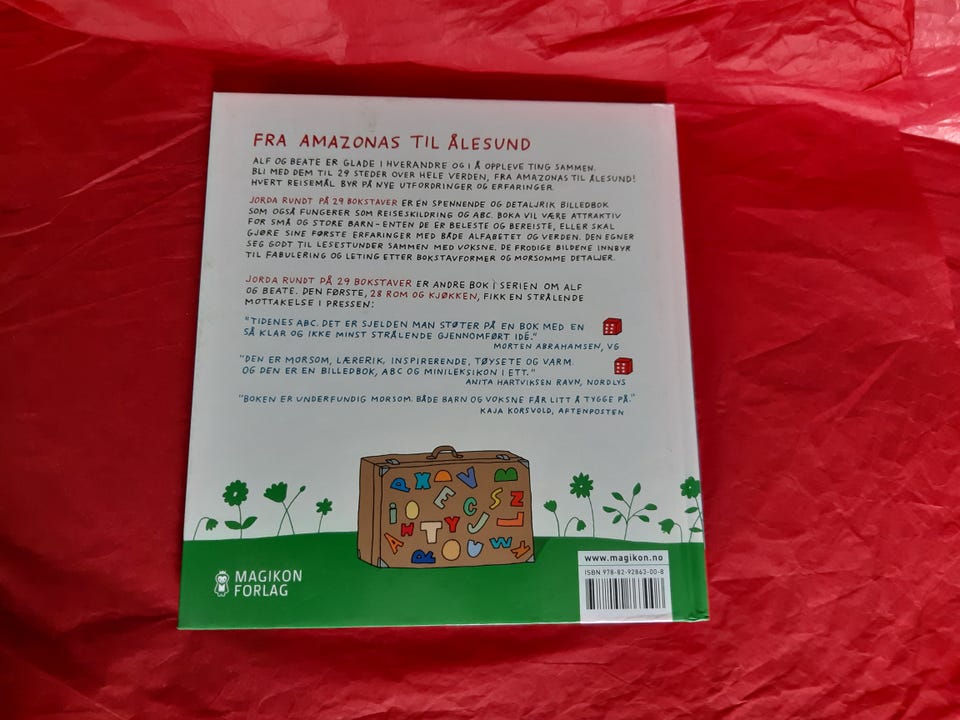 FRA AMAZONAS TIL ÅLESUND
ALF OG BEATE ER GLADE I HVERANDRE OG I Å OPPLEVE TING SAMMEN.
BLI MED DEM TIL 29 STEDER OVER HELE VERDEN, FRA AMAZONAS TIL ÅLESUND!
HVERT REISEMÅL BYR PÅ NYE UTFORDRINGER OG ERFARINGER.
JORDA RUNDT PÅ 29 BOKSTAVER ER EN SPENNENDE OG DETALJRIK BILLEDBOK
SOM OGSÅ FUNGERER SOM REISESKILDRING OG ABC. BOKA VIL VÆRE ATTRAKTIV
FOR SMÅ OG STORE BARN - ENTEN DE ER BELESTE OG BEREISTE, ELLER SKAL
GJØRE SINE FØRSTE ERFARINGER MED BÅDE ALFABETET OG VERDEN. DEN EGNER
SEG GODT TIL LESESTUNDER SAMMEN MED VOKSNE. DE FRODIGE BILDENE INNBYR
TIL FABULERING OG LETING ETTER BOKSTAVFORMER OG MORSOMME DETALJER.
JORDA RUNDT PÅ 29 BOKSTAVER ER ANDRE BOK I SERIEN OM ALF
OG BEATE. DEN FØRSTE, 28 ROM OG KJØKKEN, FIKK EN STRÅLENDE
MOTTAKELSE I PRESSEN:
"TIDENES ABC. DET ER SJELDEN MAN STØTER PÅ EN BOK MED EN
SÅ KLAR OG IKKE MINST STRÅLENDE GJENNOMFØRT IDÉ."
MORTEN ABRAHAMSEN, VG
"DEN ER MORSOM, LÆRERIK, INSPIRERENDE, TØYSETE OG VARM.
OG DEN ER EN BILLEDBOK, ABC OG MINILEKSIKON I ETT."
ANITA HARTVIKSEN RAVN, NORDLYS
"BOKEN ER UNDERFUNDIG MORSOM. BÅDE BARN OG VOKSNE FÅR LITT Å TYGGE PÅ."
KAJA KORSVOLD, AFTENPOSTEN
MAGIKON
FORLAG
www.magikon.no
ISBN 978-82-92863-00-8